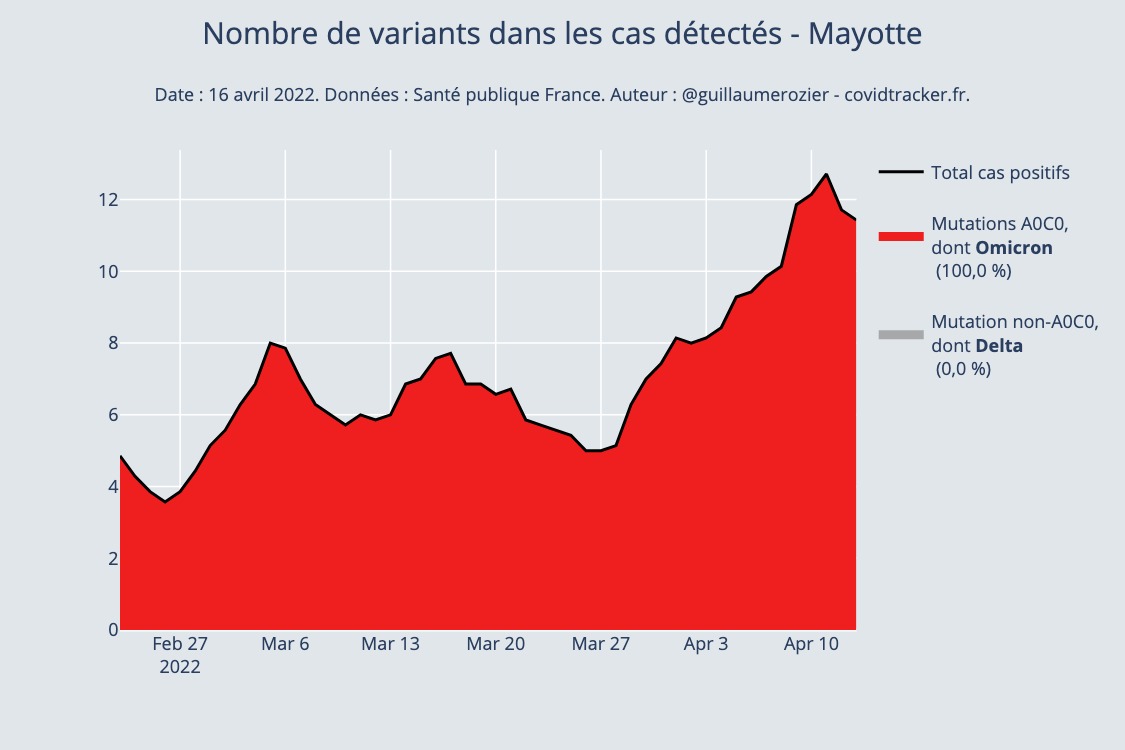 Nombre de variants dans les cas détectés - Mayotte
Date : 16 avril 2022. Données : Santé publique France. Auteur : @guillaumerozier - covidtracker.fr.
Total cas positifs
Mutations A0C0,
dont Omicron
(100,0 %)
Mutation non-A0C0,
dont Delta
(0,0 %)
12
10
8
6
4
2
0
Feb 27
2022
Mar 6
Mar 13
Mar 20
Mar 27
Apr 3
Apr 10